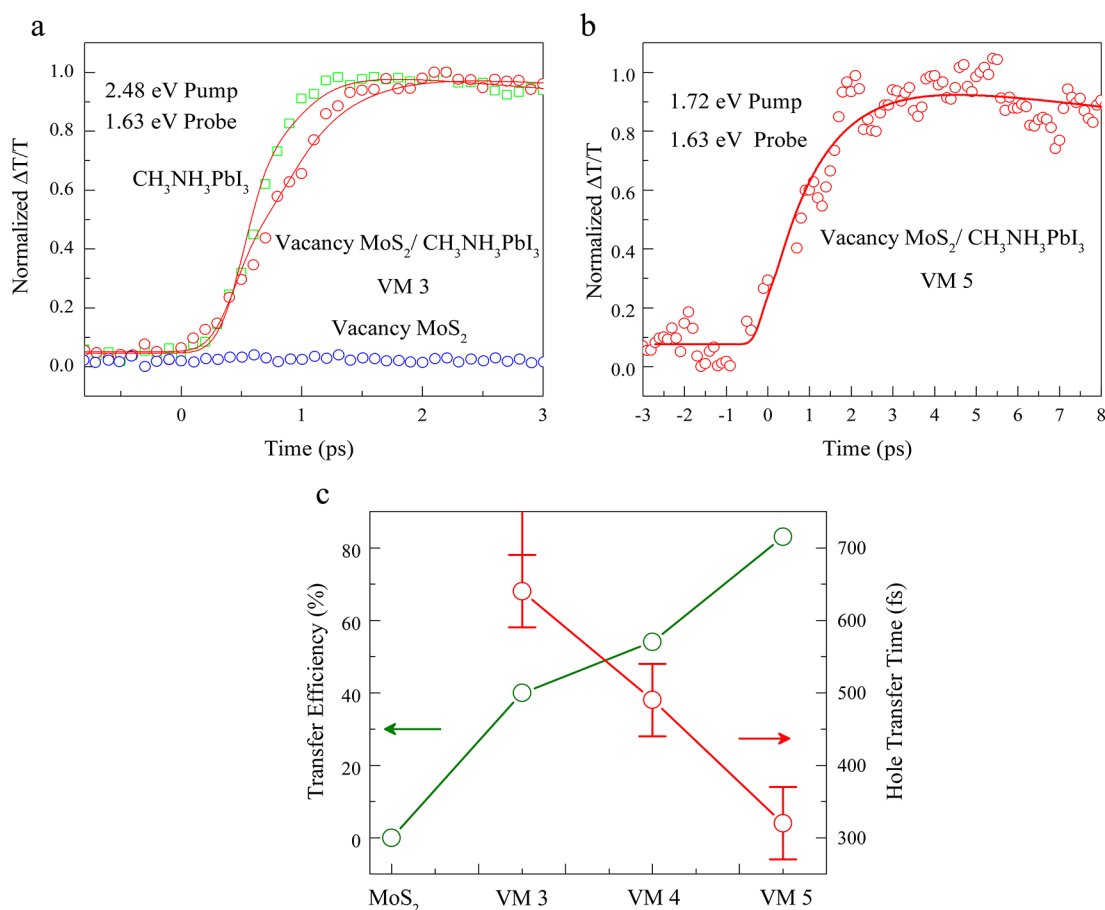 a
1.0
0.8
0.6
0.4
0.2
0.0
Normalized ΔT/T
2.48 eV Pump
1.63 eV Probe
CH₃NH₃PbI₃
Vacancy MoS₂/ CH₃NH₃PbI₃
VM 3
Vacancy MoS₂
0 1 2 3
Time (ps)
b
1.0
0.8
0.6
0.4
0.2
0.0
Normalized ΔT/T
1.72 eV Pump
1.63 eV Probe
Vacancy MoS₂/ CH₃NH₃PbI₃
VM 5
-3 -2 -1 0 1 2 3 4 5 6 7 8
Time (ps)
c
80
60
40
20
0
Transfer Efficiency (%)
700
600
500
400
300
Hole Transfer Time (fs)
MoS₂ VM 3 VM 4 VM 5